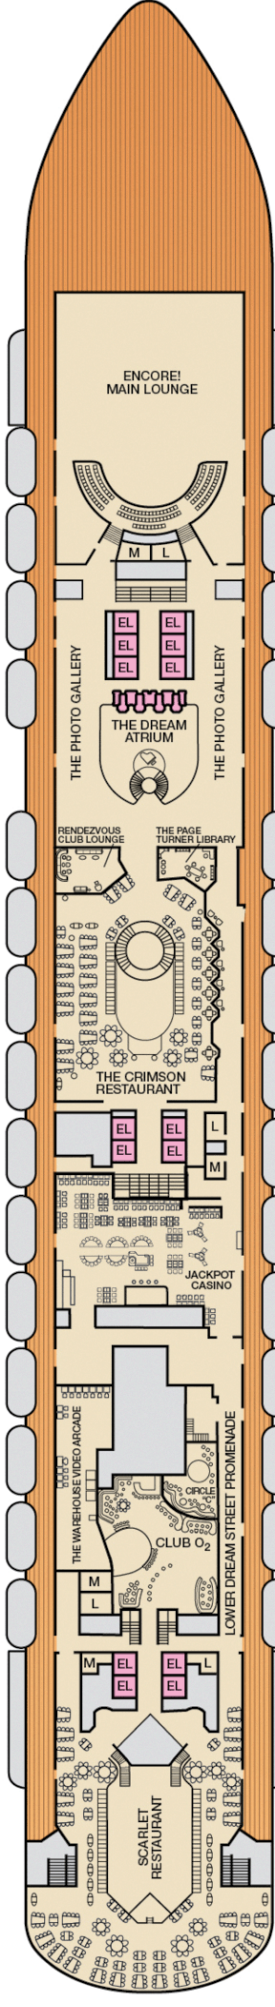 ENCORE!
MAIN LOUNGE
M L
EL EL
EL EL
EL EL
THE PHOTO GALLERY
THE PHOTO GALLERY
THE DREAM
ATRIUM
RENDEZVOUS
CLUB LOUNGE
THE PAGE
TURNER LIBRARY
THE CRIMSON
RESTAURANT
EL EL L
EL EL
M
JACKPOT
CASINO
THE WAREHOUSE VIDEO ARCADE
LOWER DREAM STREET PROMENADE
CIRCLE
CLUB O2
M
L
M EL EL L
EL EL
SCARLET
RESTAURANT